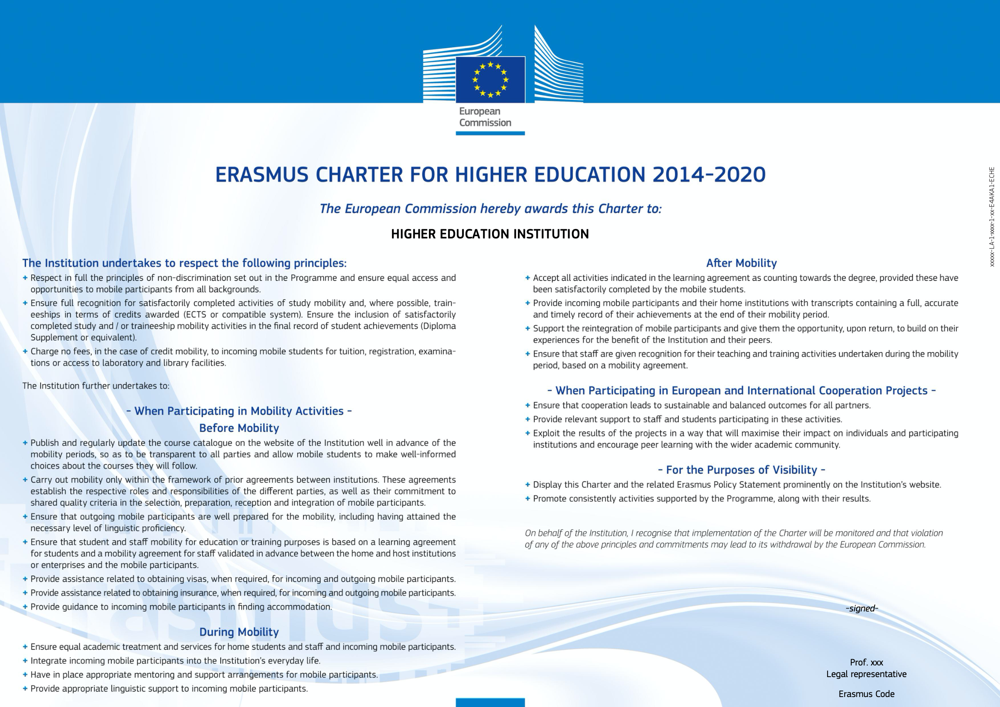 European
Commission
ERASMUS CHARTER FOR HIGHER EDUCATION 2014-2020
The European Commission hereby awards this Charter to:
HIGHER EDUCATION INSTITUTION
The Institution undertakes to respect the following principles:
+ Respect in full the principles of non-discrimination set out in the Programme and ensure equal access and
opportunities to mobile participants from all backgrounds.
+ Ensure full recognition for satisfactorily completed activities of study mobility and, where possible, train-
eeships in terms of credits awarded (ECTS or compatible system). Ensure the inclusion of satisfactorily
completed study and / or traineeship mobility activities in the final record of student achievements (Diploma
Supplement or equivalent).
+ Charge no fees, in the case of credit mobility, to incoming mobile students for tuition, registration, examina-
tions or access to laboratory and library facilities.
The Institution further undertakes to:
- When Participating in Mobility Activities -
Before Mobility
+ Publish and regularly update the course catalogue on the website of the Institution well in advance of the
mobility periods, so as to be transparent to all parties and allow mobile students to make well-informed
choices about the courses they will follow.
+ Carry out mobility only within the framework of prior agreements between institutions. These agreements
establish the respective roles and responsibilities of the different parties, as well as their commitment to
shared quality criteria in the selection, preparation, reception and integration of mobile participants.
+ Ensure that outgoing mobile participants are well prepared for the mobility, including having attained the
necessary level of linguistic proficiency.
+ Ensure that student and staff mobility for education or training purposes is based on a learning agreement
for students and a mobility agreement for staff validated in advance between the home and host institutions
or enterprises and the mobile participants.
+ Provide assistance related to obtaining visas, when required, for incoming and outgoing mobile participants.
+ Provide assistance related to obtaining insurance, when required, for incoming and outgoing mobile participants.
+ Provide guidance to incoming mobile participants in finding accommodation.
During Mobility
+ Ensure equal academic treatment and services for home students and staff and incoming mobile participants.
+ Integrate incoming mobile participants into the Institution's everyday life.
+ Have in place appropriate mentoring and support arrangements for mobile participants.
+ Provide appropriate linguistic support to incoming mobile participants.
After Mobility
+ Accept all activities indicated in the learning agreement as counting towards the degree, provided these have
been satisfactorily completed by the mobile students.
+ Provide incoming mobile participants and their home institutions with transcripts containing a full, accurate
and timely record of their achievements at the end of their mobility period.
+ Support the reintegration of mobile participants and give them the opportunity, upon return, to build on their
experiences for the benefit of the Institution and their peers.
+ Ensure that staff are given recognition for their teaching and training activities undertaken during the mobility
period, based on a mobility agreement.
- When Participating in European and International Cooperation Projects -
+ Ensure that cooperation leads to sustainable and balanced outcomes for all partners.
+ Provide relevant support to staff and students participating in these activities.
+ Exploit the results of the projects in a way that will maximise their impact on individuals and participating
institutions and encourage peer learning with the wider academic community.
- For the Purposes of Visibility -
+ Display this Charter and the related Erasmus Policy Statement prominently on the Institution's website.
+ Promote consistently activities supported by the Programme, along with their results.
On behalf of the Institution, I recognise that implementation of the Charter will be monitored and that violation
of any of the above principles and commitments may lead to its withdrawal by the European Commission.
-signed-
Prof. xxx
Legal representative
Erasmus Code
xxxxx-LA-1-xxxx-1-xx-E4AKA1-ECHE
asmus+